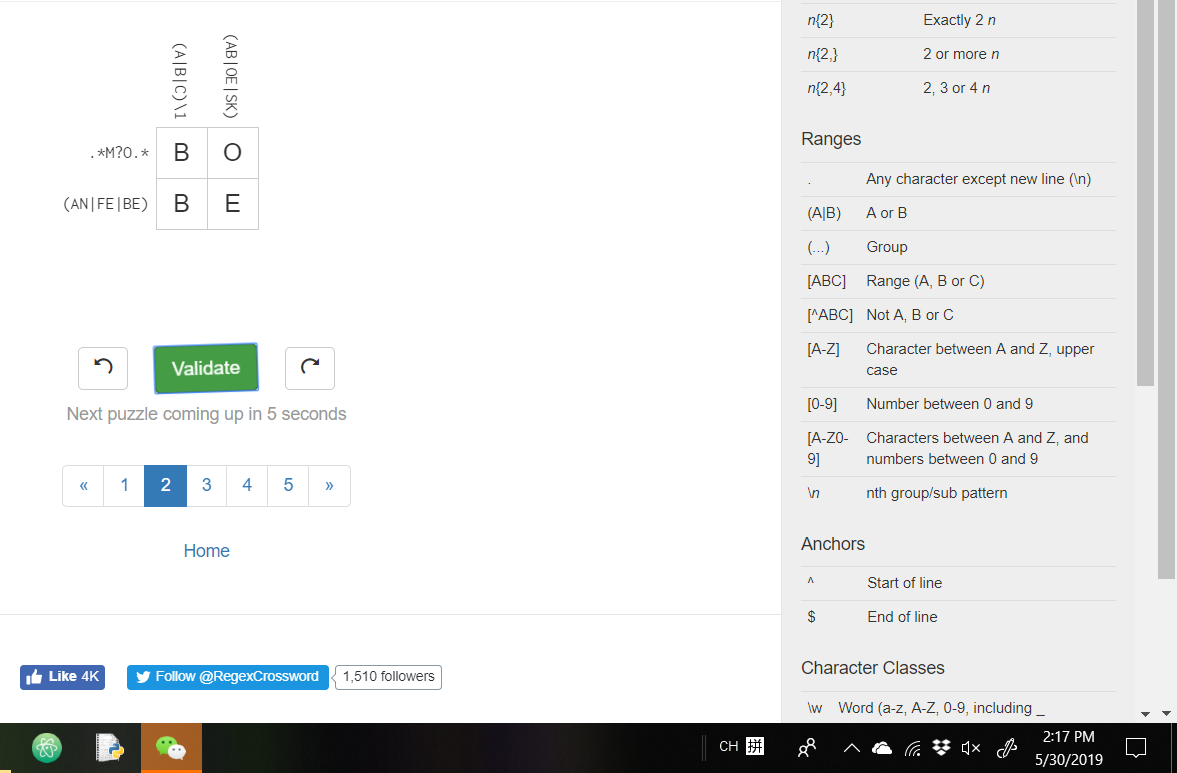 (A|B|C)\1
(AB|OE|SK)
.*M?O.*
B O
(AN|FE|BE)
B E
Validate
Next puzzle coming up in 5 seconds
« 1 2 3 4 5 »
Home
Like 4K
Follow @RegexCrossword
1,510 followers
n{2} Exactly 2 n
n{2,} 2 or more n
n{2,4} 2, 3 or 4 n
Ranges
. Any character except new line (\n)
(A|B) A or B
(...) Group
[ABC] Range (A, B or C)
[^ABC] Not A, B or C
[A-Z] Character between A and Z, upper
case
[0-9] Number between 0 and 9
[A-Z0- Characters between A and Z, and
9] numbers between 0 and 9
\n nth group/sub pattern
Anchors
^ Start of line
$ End of line
Character Classes
\w Word (a-z, A-Z, 0-9, including _
CH 拼
2:17 PM
5/30/2019